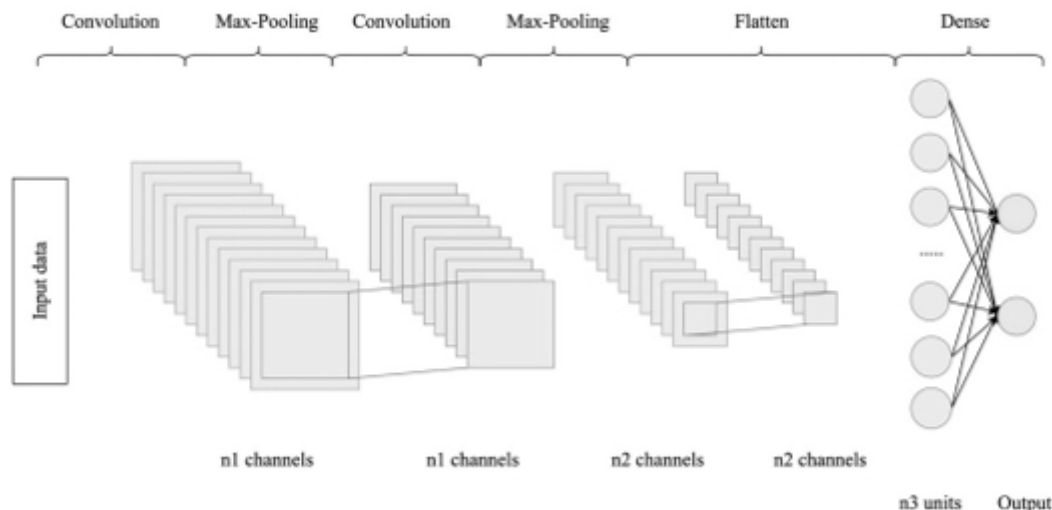 Convolution Max-Pooling Convolution Max-Pooling Flatten Dense
Input data
.....
n1 channels n1 channels n2 channels n2 channels
n3 units Output